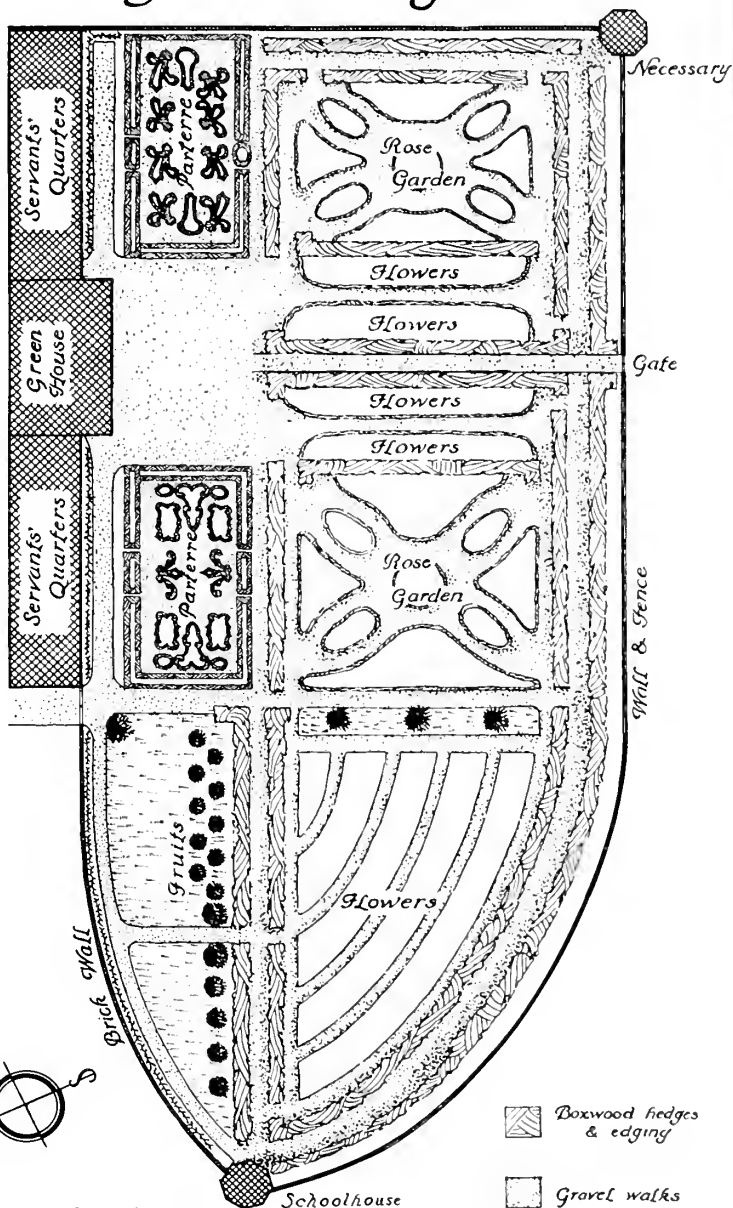 Necessary
Servants'
Quarters
Parterre
Rose
Garden
Flowers
Flowers
Green
House
Gate
Flowers
Flowers
Servants'
Quarters
Parterre
Rose
Garden
Wall & Fence
Fruits
Flowers
Brick Wall
S
Boxwood hedges
& edging
Schoolhouse
Gravel walks